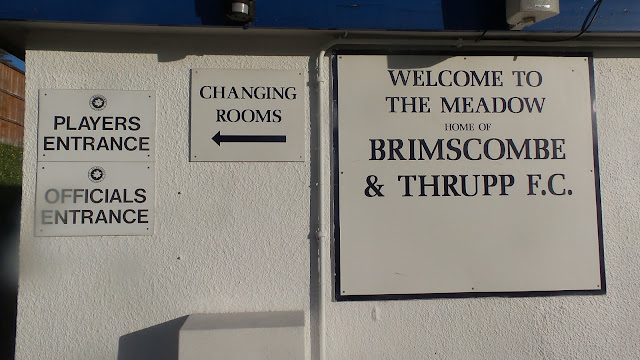 PLAYERS
ENTRANCE
OFFICIALS
ENTRANCE
CHANGING
ROOMS
WELCOME TO
THE MEADOW
HOME OF
BRIMSCOMBE
& THRUPP F.C.